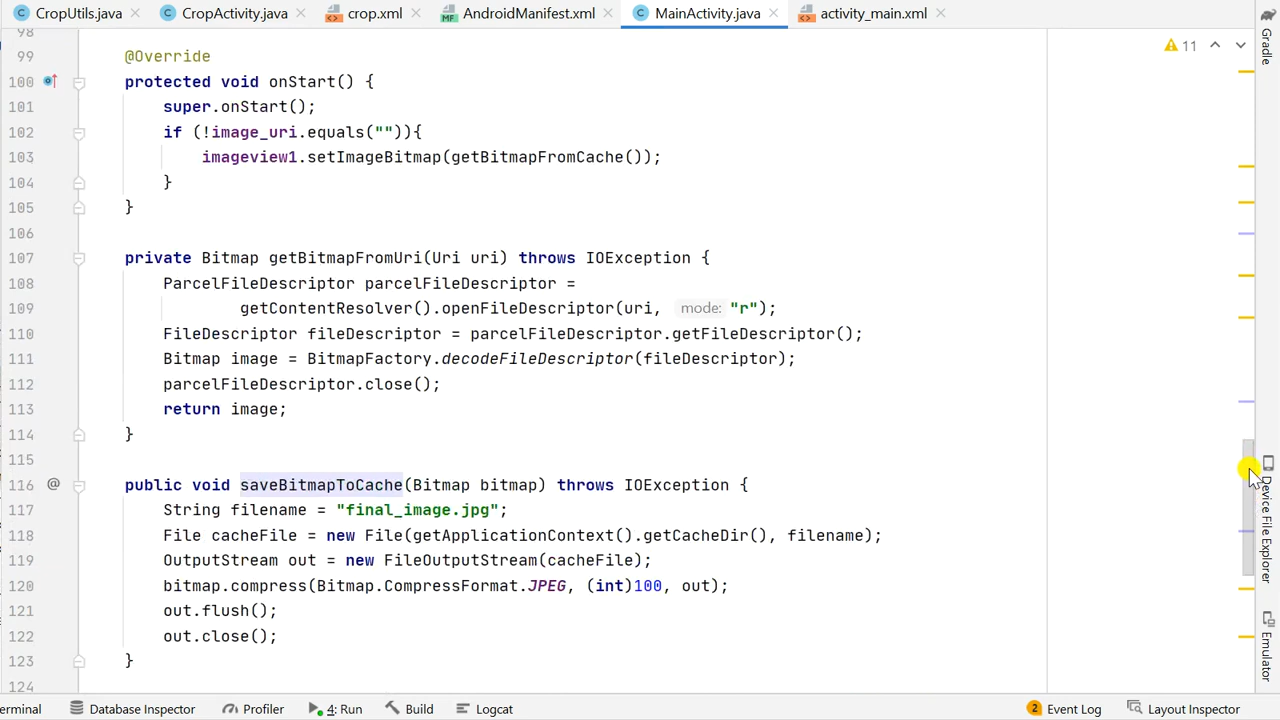 CropUtils.java
CropActivity.java
crop.xml
AndroidManifest.xml
MainActivity.java
activity_main.xml
11
Gradle
98
99 @Override
100 protected void onStart() {
101 super.onStart();
102 if (!image_uri.equals("")){
103 imageview1.setImageBitmap(getBitmapFromCache());
104 }
105 }
106
107 private Bitmap getBitmapFromUri(Uri uri) throws IOException {
108 ParcelFileDescriptor parcelFileDescriptor =
109 getContentResolver().openFileDescriptor(uri, mode: "r");
110 FileDescriptor fileDescriptor = parcelFileDescriptor.getFileDescriptor();
111 Bitmap image = BitmapFactory.decodeFileDescriptor(fileDescriptor);
112 parcelFileDescriptor.close();
113 return image;
114 }
115
116 @ public void saveBitmapToCache(Bitmap bitmap) throws IOException {
117 String filename = "final_image.jpg";
118 File cacheFile = new File(getApplicationContext().getCacheDir(), filename);
119 OutputStream out = new FileOutputStream(cacheFile);
120 bitmap.compress(Bitmap.CompressFormat.JPEG, (int)100, out);
121 out.flush();
122 out.close();
123 }
124
Device File Explorer
Emulator
erminal
Database Inspector
Profiler
4: Run
Build
Logcat
2 Event Log
Layout Inspector